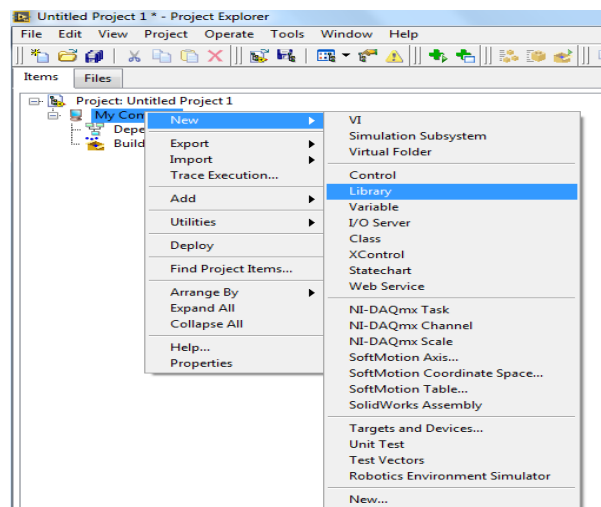 Untitled Project 1 * - Project Explorer
File Edit View Project Operate Tools Window Help
Items Files
Project: Untitled Project 1
My Com
Depe
Build
New
Export
Import
Trace Execution...
Add
Utilities
Deploy
Find Project Items...
Arrange By
Expand All
Collapse All
Help...
Properties
VI
Simulation Subsystem
Virtual Folder
Control
Library
Variable
I/O Server
Class
XControl
Statechart
Web Service
NI-DAQmx Task
NI-DAQmx Channel
NI-DAQmx Scale
SoftMotion Axis...
SoftMotion Coordinate Space...
SoftMotion Table...
SolidWorks Assembly
Targets and Devices...
Unit Test
Test Vectors
Robotics Environment Simulator
New...